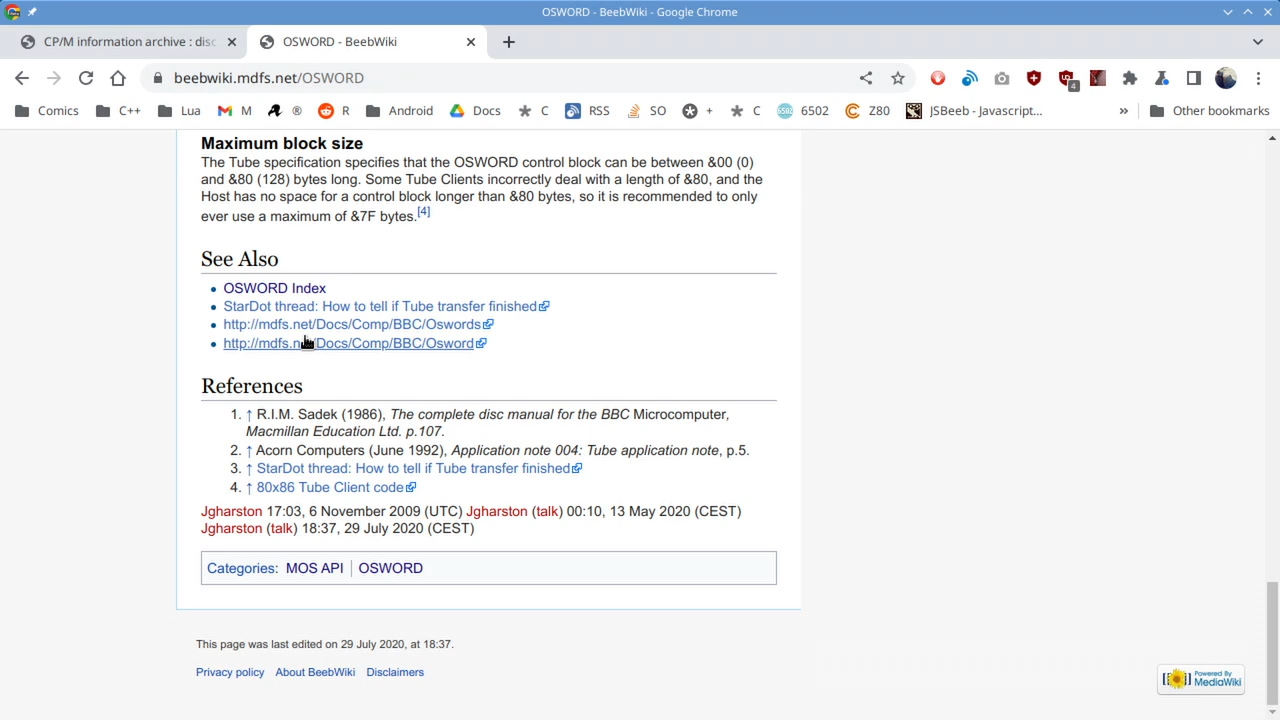 OSWORD - BeebWiki - Google Chrome
CP/M information archive : disc
OSWORD - BeebWiki
beebwiki.mdfs.net/OSWORD
4
Comics C++ Lua M ® R Android Docs C RSS SO + C 6502 Z80 JSBeeb - Javascript... » Other bookmarks
Maximum block size
The Tube specification specifies that the OSWORD control block can be between &00 (0)
and &80 (128) bytes long. Some Tube Clients incorrectly deal with a length of &80, and the
Host has no space for a control block longer than &80 bytes, so it is recommended to only
ever use a maximum of &7F bytes.[4]
See Also
OSWORD Index
StarDot thread: How to tell if Tube transfer finished
http://mdfs.net/Docs/Comp/BBC/Oswords
http://mdfs.net/Docs/Comp/BBC/Osword
References
1. ↑ R.I.M. Sadek (1986), The complete disc manual for the BBC Microcomputer,
Macmillan Education Ltd. p.107.
2. ↑ Acorn Computers (June 1992), Application note 004: Tube application note, p.5.
3. ↑ StarDot thread: How to tell if Tube transfer finished
4. ↑ 80x86 Tube Client code
Jgharston 17:03, 6 November 2009 (UTC) Jgharston (talk) 00:10, 13 May 2020 (CEST)
Jgharston (talk) 18:37, 29 July 2020 (CEST)
Categories: MOS API | OSWORD
This page was last edited on 29 July 2020, at 18:37.
Privacy policy About BeebWiki Disclaimers
Powered By
MediaWiki